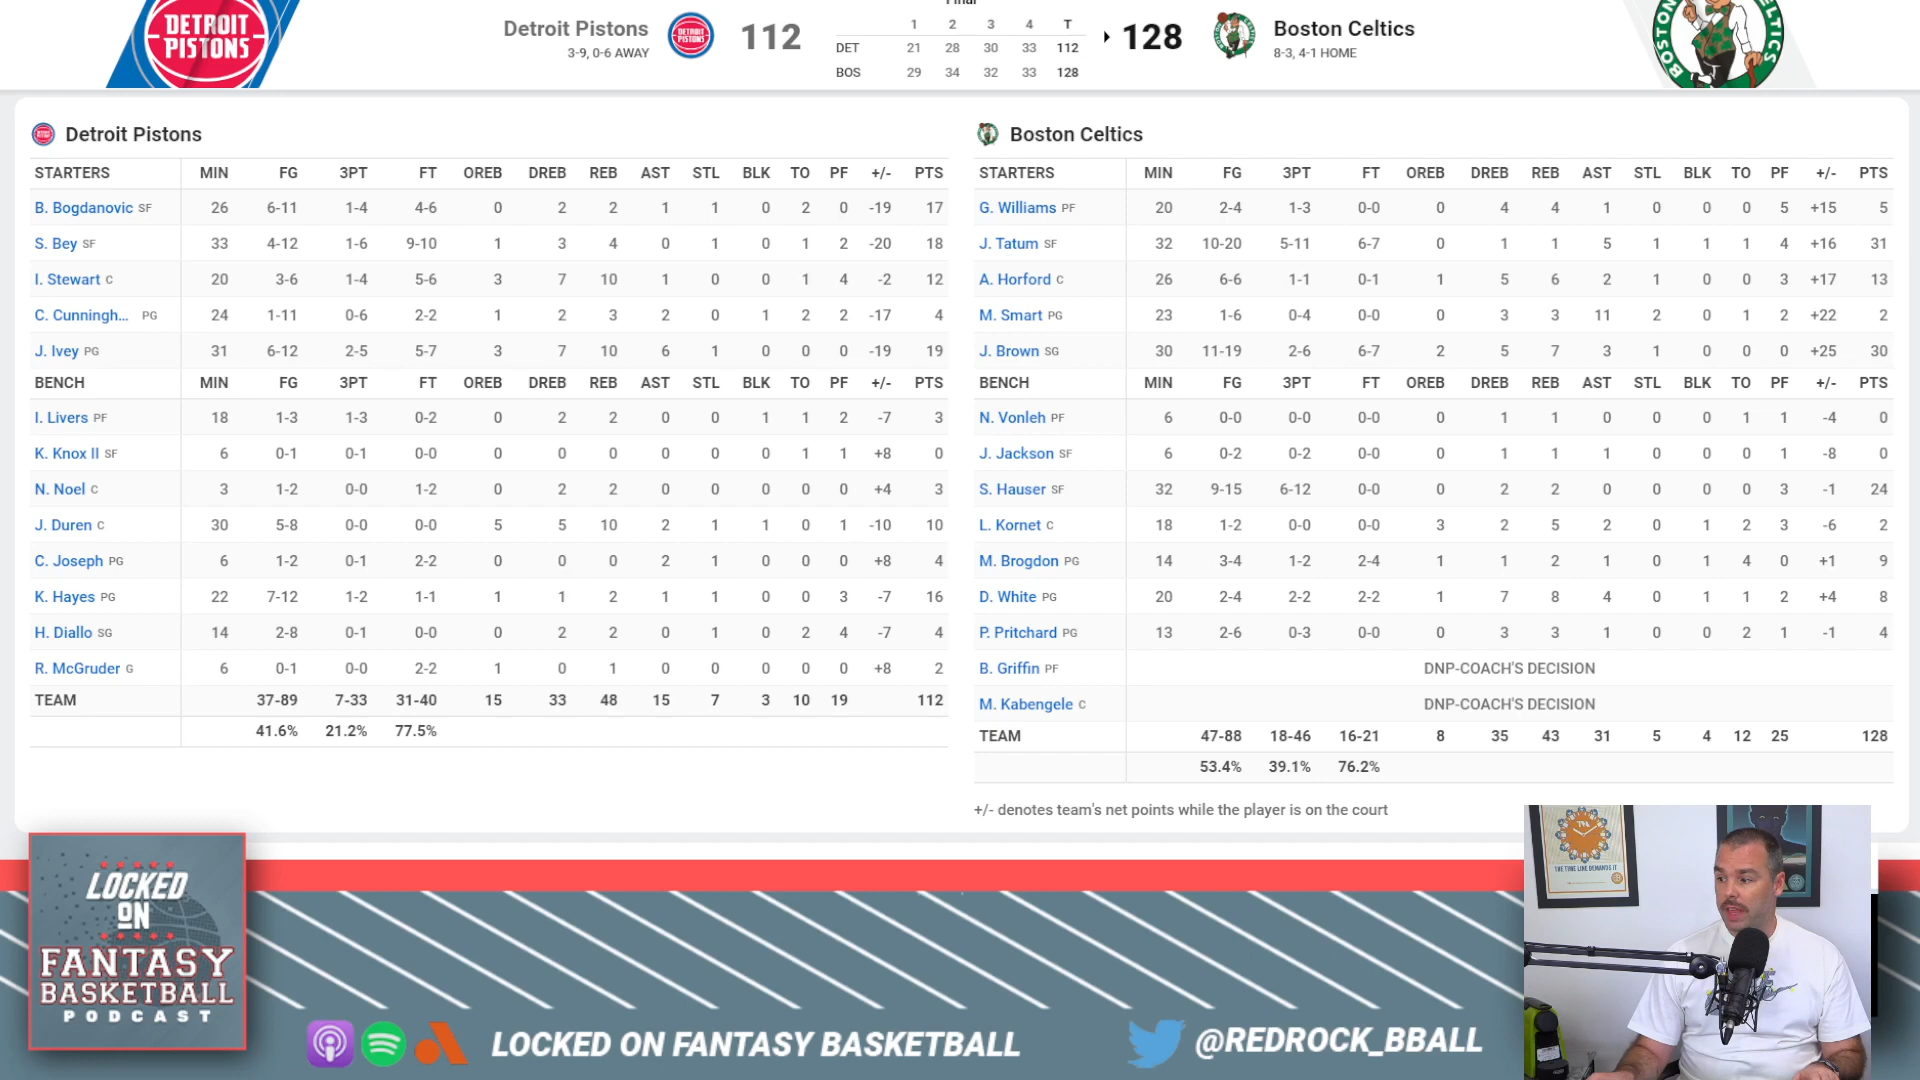 DETROIT
PISTONS
Detroit Pistons
3-9, 0-6 AWAY
DETROIT
PISTONS
112
Final
1 2 3 4 T
DET 21 28 30 33 112
BOS 29 34 32 33 128
128
Boston Celtics
8-3, 4-1 HOME
BOSTON
CELTICS
Detroit Pistons
STARTERS MIN FG 3PT FT OREB DREB REB AST STL BLK TO PF +/- PTS
B. Bogdanovic SF 26 6-11 1-4 4-6 0 2 2 1 1 0 2 0 -19 17
S. Bey SF 33 4-12 1-6 9-10 1 3 4 0 1 0 1 2 -20 18
I. Stewart C 20 3-6 1-4 5-6 3 7 10 1 0 0 1 4 -2 12
C. Cunningh... PG 24 1-11 0-6 2-2 1 2 3 2 0 1 2 2 -17 4
J. Ivey PG 31 6-12 2-5 5-7 3 7 10 6 1 0 0 0 -19 19
BENCH MIN FG 3PT FT OREB DREB REB AST STL BLK TO PF +/- PTS
I. Livers PF 18 1-3 1-3 0-2 0 2 2 0 0 1 1 2 -7 3
K. Knox II SF 6 0-1 0-1 0-0 0 0 0 0 0 0 1 1 +8 0
N. Noel C 3 1-2 0-0 1-2 0 2 2 0 0 0 0 0 +4 3
J. Duren C 30 5-8 0-0 0-0 5 5 10 2 1 1 0 1 -10 10
C. Joseph PG 6 1-2 0-1 2-2 0 0 0 2 1 0 0 0 +8 4
K. Hayes PG 22 7-12 1-2 1-1 1 1 2 1 1 0 0 3 -7 16
H. Diallo SG 14 2-8 0-1 0-0 0 2 2 0 1 0 2 4 -7 4
R. McGruder G 6 0-1 0-0 2-2 1 0 1 0 0 0 0 0 +8 2
TEAM 37-89 7-33 31-40 15 33 48 15 7 3 10 19 112
41.6% 21.2% 77.5%
Boston Celtics
STARTERS MIN FG 3PT FT OREB DREB REB AST STL BLK TO PF +/- PTS
G. Williams PF 20 2-4 1-3 0-0 0 4 4 1 0 0 0 5 +15 5
J. Tatum SF 32 10-20 5-11 6-7 0 1 1 5 1 1 1 4 +16 31
A. Horford C 26 6-6 1-1 0-1 1 5 6 2 1 0 0 3 +17 13
M. Smart PG 23 1-6 0-4 0-0 0 3 3 11 2 0 1 2 +22 2
J. Brown SG 30 11-19 2-6 6-7 2 5 7 3 1 0 0 0 +25 30
BENCH MIN FG 3PT FT OREB DREB REB AST STL BLK TO PF +/- PTS
N. Vonleh PF 6 0-0 0-0 0-0 0 1 1 0 0 0 1 1 -4 0
J. Jackson SF 6 0-2 0-2 0-0 0 1 1 1 0 0 0 1 -8 0
S. Hauser SF 32 9-15 6-12 0-0 0 2 2 0 0 0 0 3 -1 24
L. Kornet C 18 1-2 0-0 0-0 3 2 5 2 0 1 2 3 -6 2
M. Brogdon PG 14 3-4 1-2 2-4 1 1 2 1 0 1 4 0 +1 9
D. White PG 20 2-4 2-2 2-2 1 7 8 4 0 1 1 2 +4 8
P. Pritchard PG 13 2-6 0-3 0-0 0 3 3 1 0 0 2 1 -1 4
B. Griffin PF DNP-COACH'S DECISION
M. Kabengele C DNP-COACH'S DECISION
TEAM 47-88 18-46 16-21 8 35 43 31 5 4 12 25 128
53.4% 39.1% 76.2%
+/- denotes team's net points while the player is on the court
THE TIME LINE DEMANDS IT
LOCKED
ON
FANTASY
BASKETBALL
PODCAST
LOCKED ON FANTASY BASKETBALL
@REDROCK_BBALL